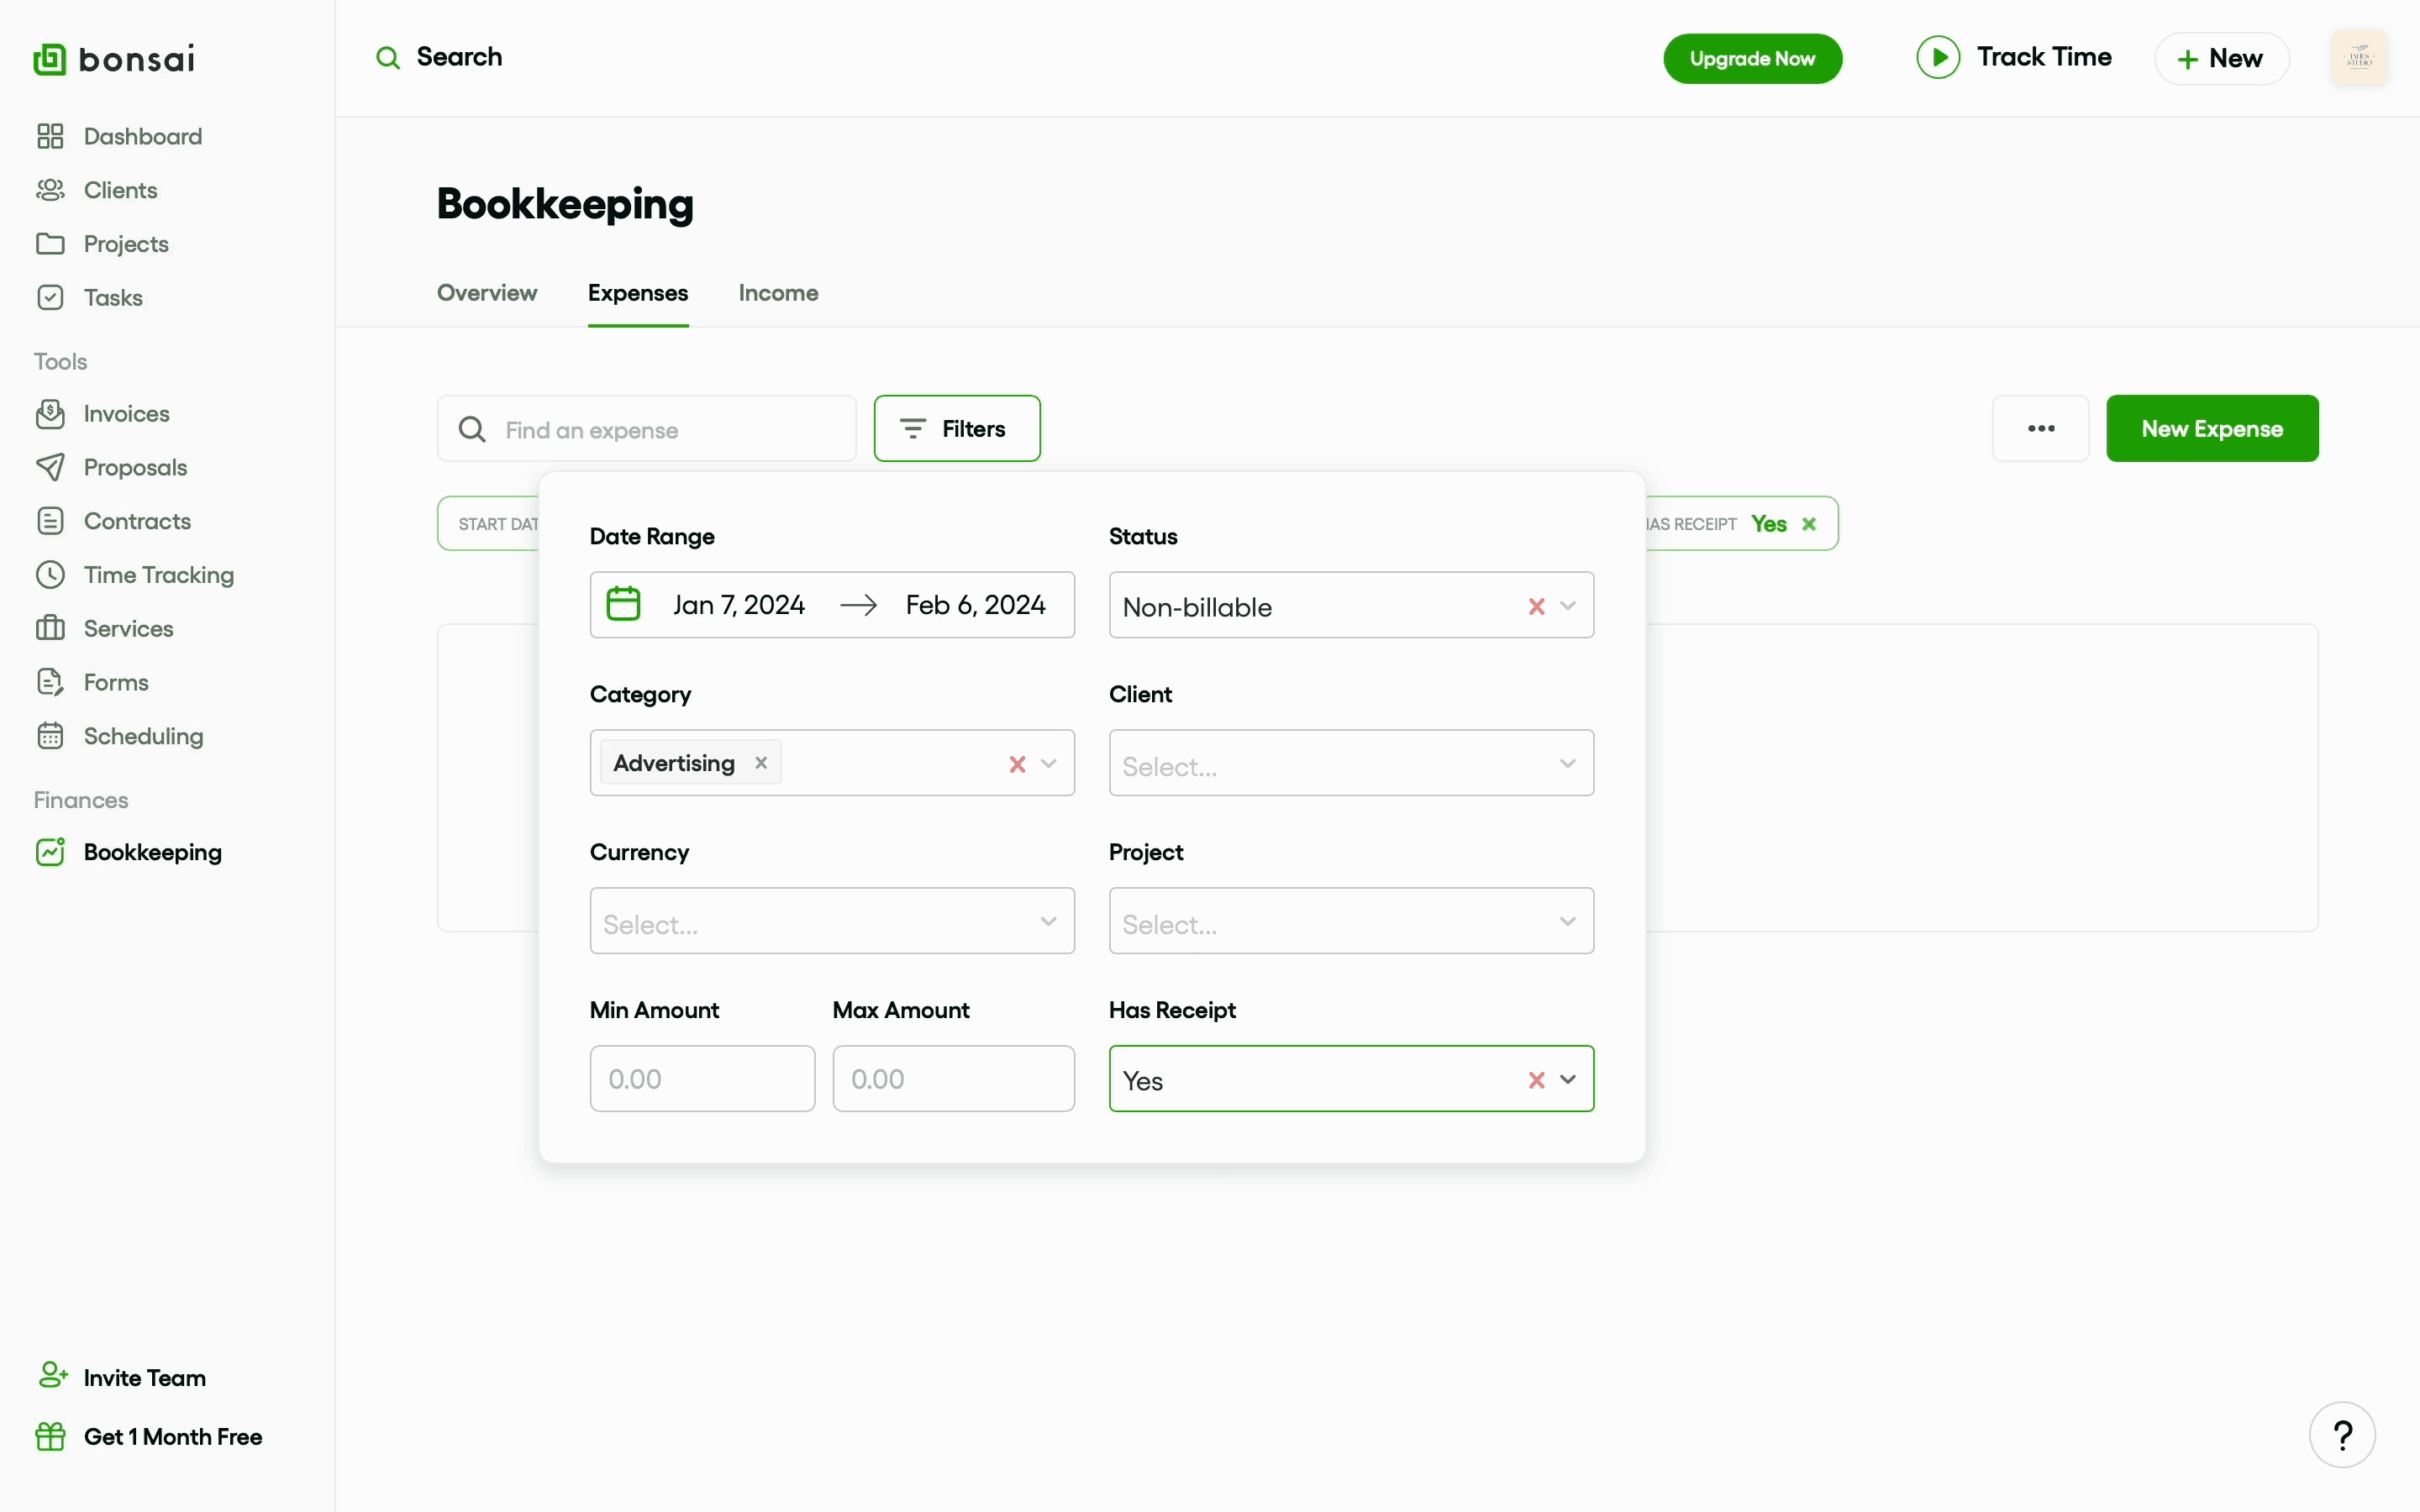 bonsai
Search
Upgrade Now
Track Time
New
JAMES
STUDIO
Dashboard
Clients
Projects
Tasks
Tools
Invoices
Proposals
Contracts
Time Tracking
Services
Forms
Scheduling
Finances
Bookkeeping
Invite Team
Get 1 Month Free
Bookkeeping
Overview
Expenses
Income
Find an expense
Filters
New Expense
START DAT
AS RECEIPT Yes
Date Range
Jan 7, 2024 → Feb 6, 2024
Status
Non-billable
Category
Advertising
Client
Select...
Currency
Select...
Project
Select...
Min Amount
0.00
Max Amount
0.00
Has Receipt
Yes
?